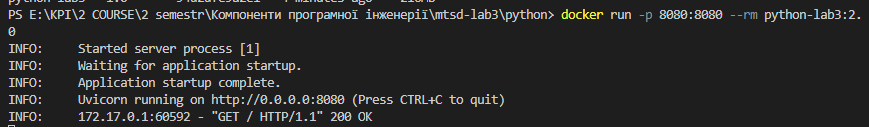 PS E:\KPI\2 COURSE\2 semestr\Компоненти програмної інженерії\mtsd-lab3\python> docker run -p 8080:8080 --rm python-lab3:2.
0
INFO:     Started server process [1]
INFO:     Waiting for application startup.
INFO:     Application startup complete.
INFO:     Uvicorn running on http://0.0.0.0:8080 (Press CTRL+C to quit)
INFO:     172.17.0.1:60592 - "GET / HTTP/1.1" 200 OK